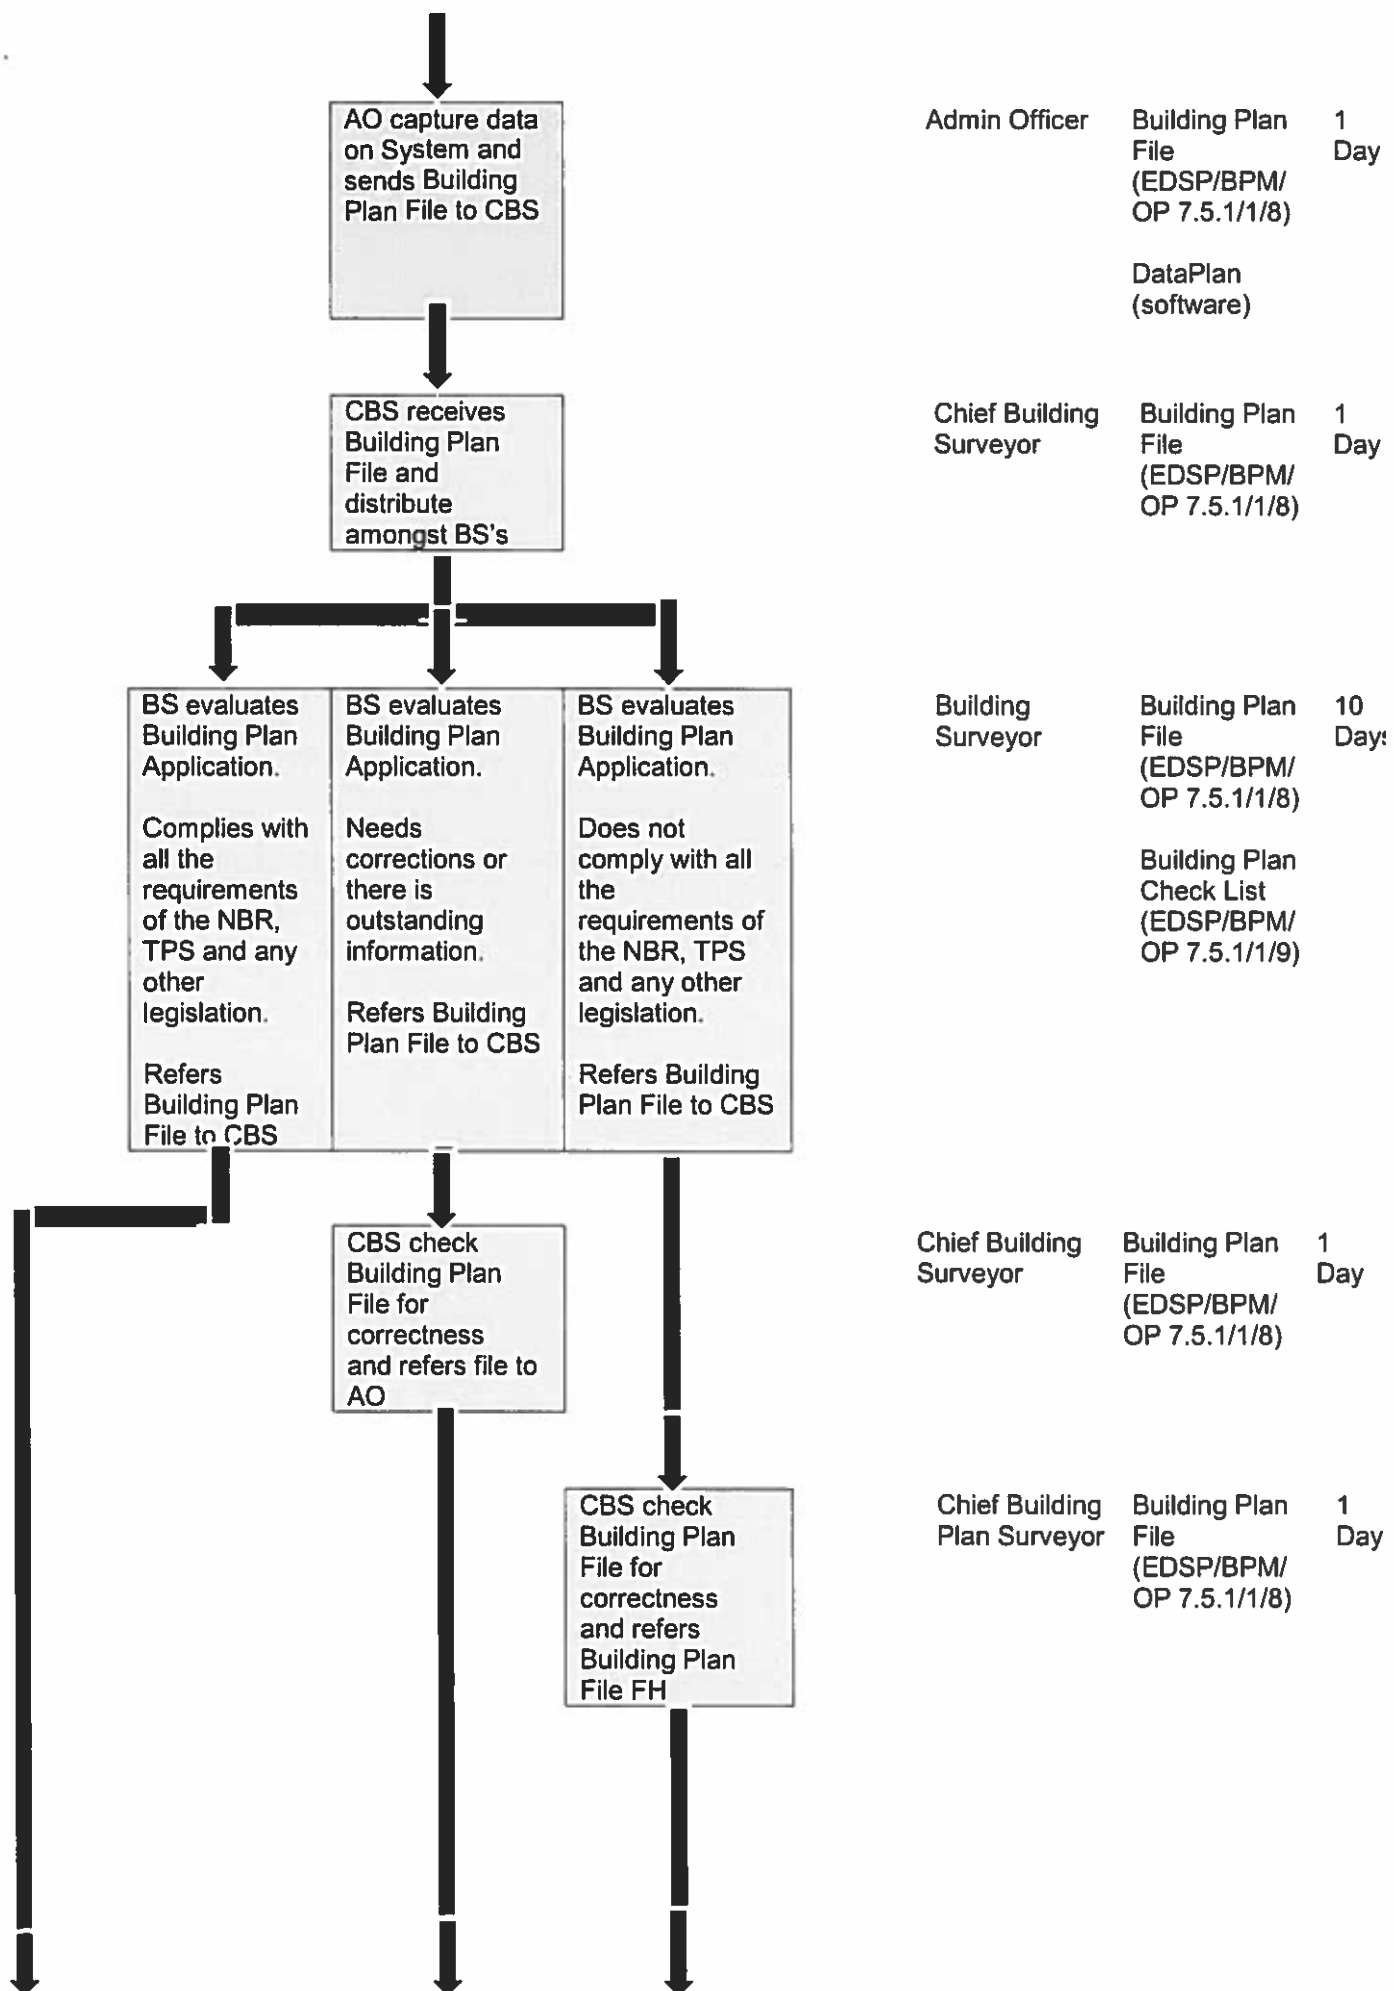 AO capture data
on System and
sends Building
Plan File to CBS
Admin Officer
Building Plan
File
(EDSP/BPM/
OP 7.5.1/1/8)
DataPlan
(software)
1
Day
CBS receives
Building Plan
File and
distribute
amongst BS's
Chief Building
Surveyor
Building Plan
File
(EDSP/BPM/
OP 7.5.1/1/8)
1
Day
BS evaluates
Building Plan
Application.
Complies with
all the
requirements
of the NBR,
TPS and any
other
legislation.
Refers
Building Plan
File to CBS
BS evaluates
Building Plan
Application.
Needs
corrections or
there is
outstanding
information.
Refers Building
Plan File to CBS
BS evaluates
Building Plan
Application.
Does not
comply with all
the
requirements of
the NBR, TPS
and any other
legislation.
Refers Building
Plan File to CBS
Building
Surveyor
Building Plan
File
(EDSP/BPM/
OP 7.5.1/1/8)
Building Plan
Check List
(EDSP/BPM/
OP 7.5.1/1/9)
10
Days
CBS check
Building Plan
File for
correctness
and refers file to
AO
Chief Building
Surveyor
Building Plan
File
(EDSP/BPM/
OP 7.5.1/1/8)
1
Day
CBS check
Building Plan
File for
correctness
and refers
Building Plan
File FH
Chief Building
Plan Surveyor
Building Plan
File
(EDSP/BPM/
OP 7.5.1/1/8)
1
Day